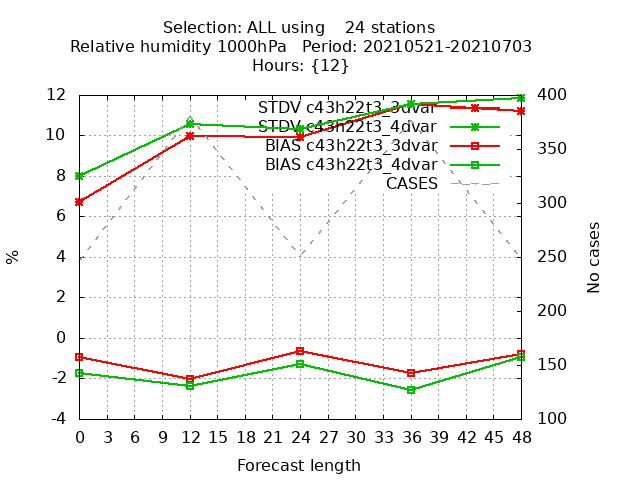 Selection: ALL using 24 stations
Relative humidity 1000hPa Period: 20210521-20210703
Hours: {12}
12 400
STDV c43h22t3_3dvar
STDV c43h22t3_4dvar
10 350
BIAS c43h22t3_3dvar
BIAS c43h22t3_4dvar
8
CASES
6 300
% 4 250 No cases
2 200
0
-2 150
-4 100
0 3 6 9 12 15 18 21 24 27 30 33 36 39 42 45 48
Forecast length